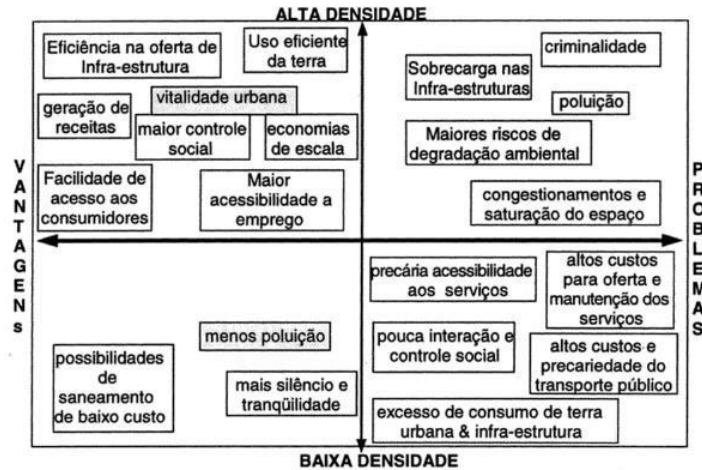 ALTA DENSIDADE
Eficiência na oferta de
Infra-estrutura
Uso eficiente
da terra
geração de
receitas
vitalidade urbana
maior controle
social
economias
de escala
Facilidade de
acesso aos
consumidores
Maior
acessibilidade a
emprego
criminalidade
Sobrecarga nas
Infra-estruturas
poluição
Maiores riscos de
degradação ambiental
congestionamentos e
saturação do espaço
VANTAGENs
PROBLEMAS
menos poluição
possibilidades
de
saneamento
de baixo custo
mais silêncio e
tranqüilidade
precária acessibilidade
aos serviços
altos custos
para oferta e
manutenção dos
serviços
pouca interação e
controle social
altos custos e
precariedade do
transporte público
excesso de consumo de terra
urbana & infra-estrutura
BAIXA DENSIDADE